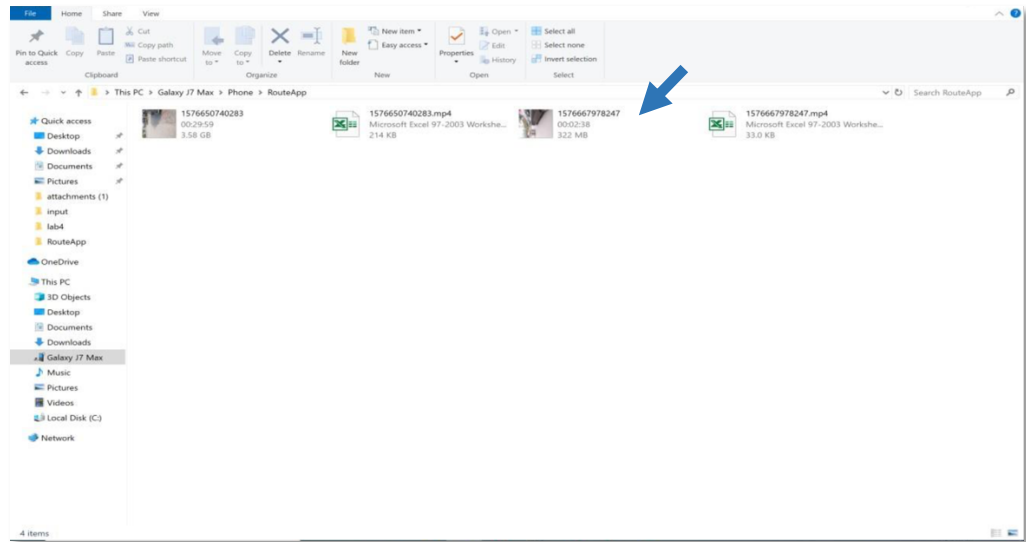 File Home Share View
Pin to Quick access
Copy
Paste
Cut
Copy path
Paste shortcut
Clipboard
Move to
Copy to
Delete
Rename
Organize
New folder
New item
Easy access
New
Properties
Open
Edit
History
Open
Select all
Select none
Invert selection
Select
This PC > Galaxy J7 Max > Phone > RouteApp
Search RouteApp
Quick access
Desktop
Downloads
Documents
Pictures
attachments (1)
input
lab4
RouteApp
OneDrive
This PC
3D Objects
Desktop
Documents
Downloads
Galaxy J7 Max
Music
Pictures
Videos
Local Disk (C:)
Network
1576650740283
00:29:59
3.58 GB
1576650740283.mp4
Microsoft Excel 97-2003 Workshe...
214 KB
1576667978247
00:02:38
322 MB
1576667978247.mp4
Microsoft Excel 97-2003 Workshe...
33.0 KB
4 items